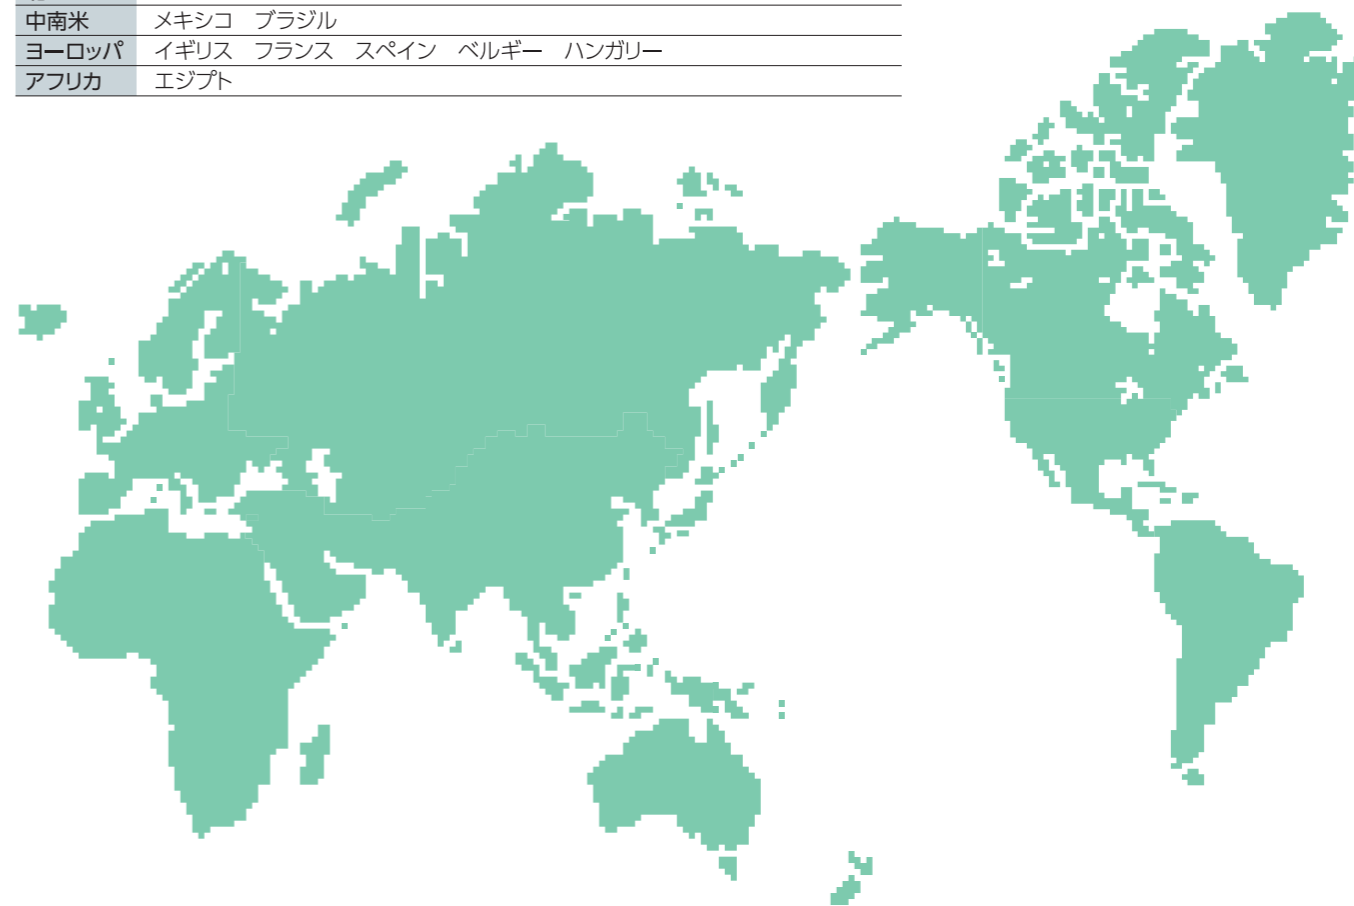 中南米 メキシコ ブラジル
ヨーロッパ イギリス フランス スペイン ベルギー ハンガリー
アフリカ エジプト